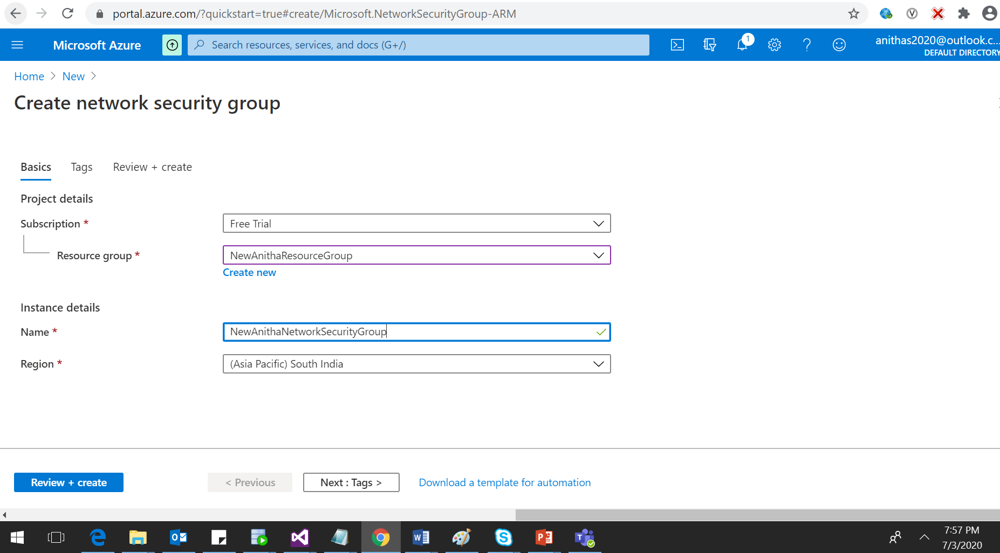 portal.azure.com/?quickstart=true#create/Microsoft.NetworkSecurityGroup-ARM
Microsoft Azure
Search resources, services, and docs (G+/)
1
anithas2020@outlook.c...
DEFAULT DIRECTORY
Home > New >
Create network security group
Basics Tags Review + create
Project details
Subscription * Free Trial
Resource group * NewAnithaResourceGroup
Create new
Instance details
Name * NewAnithaNetworkSecurityGroup
Region * (Asia Pacific) South India
Review + create < Previous Next : Tags > Download a template for automation
7:57 PM
7/3/2020